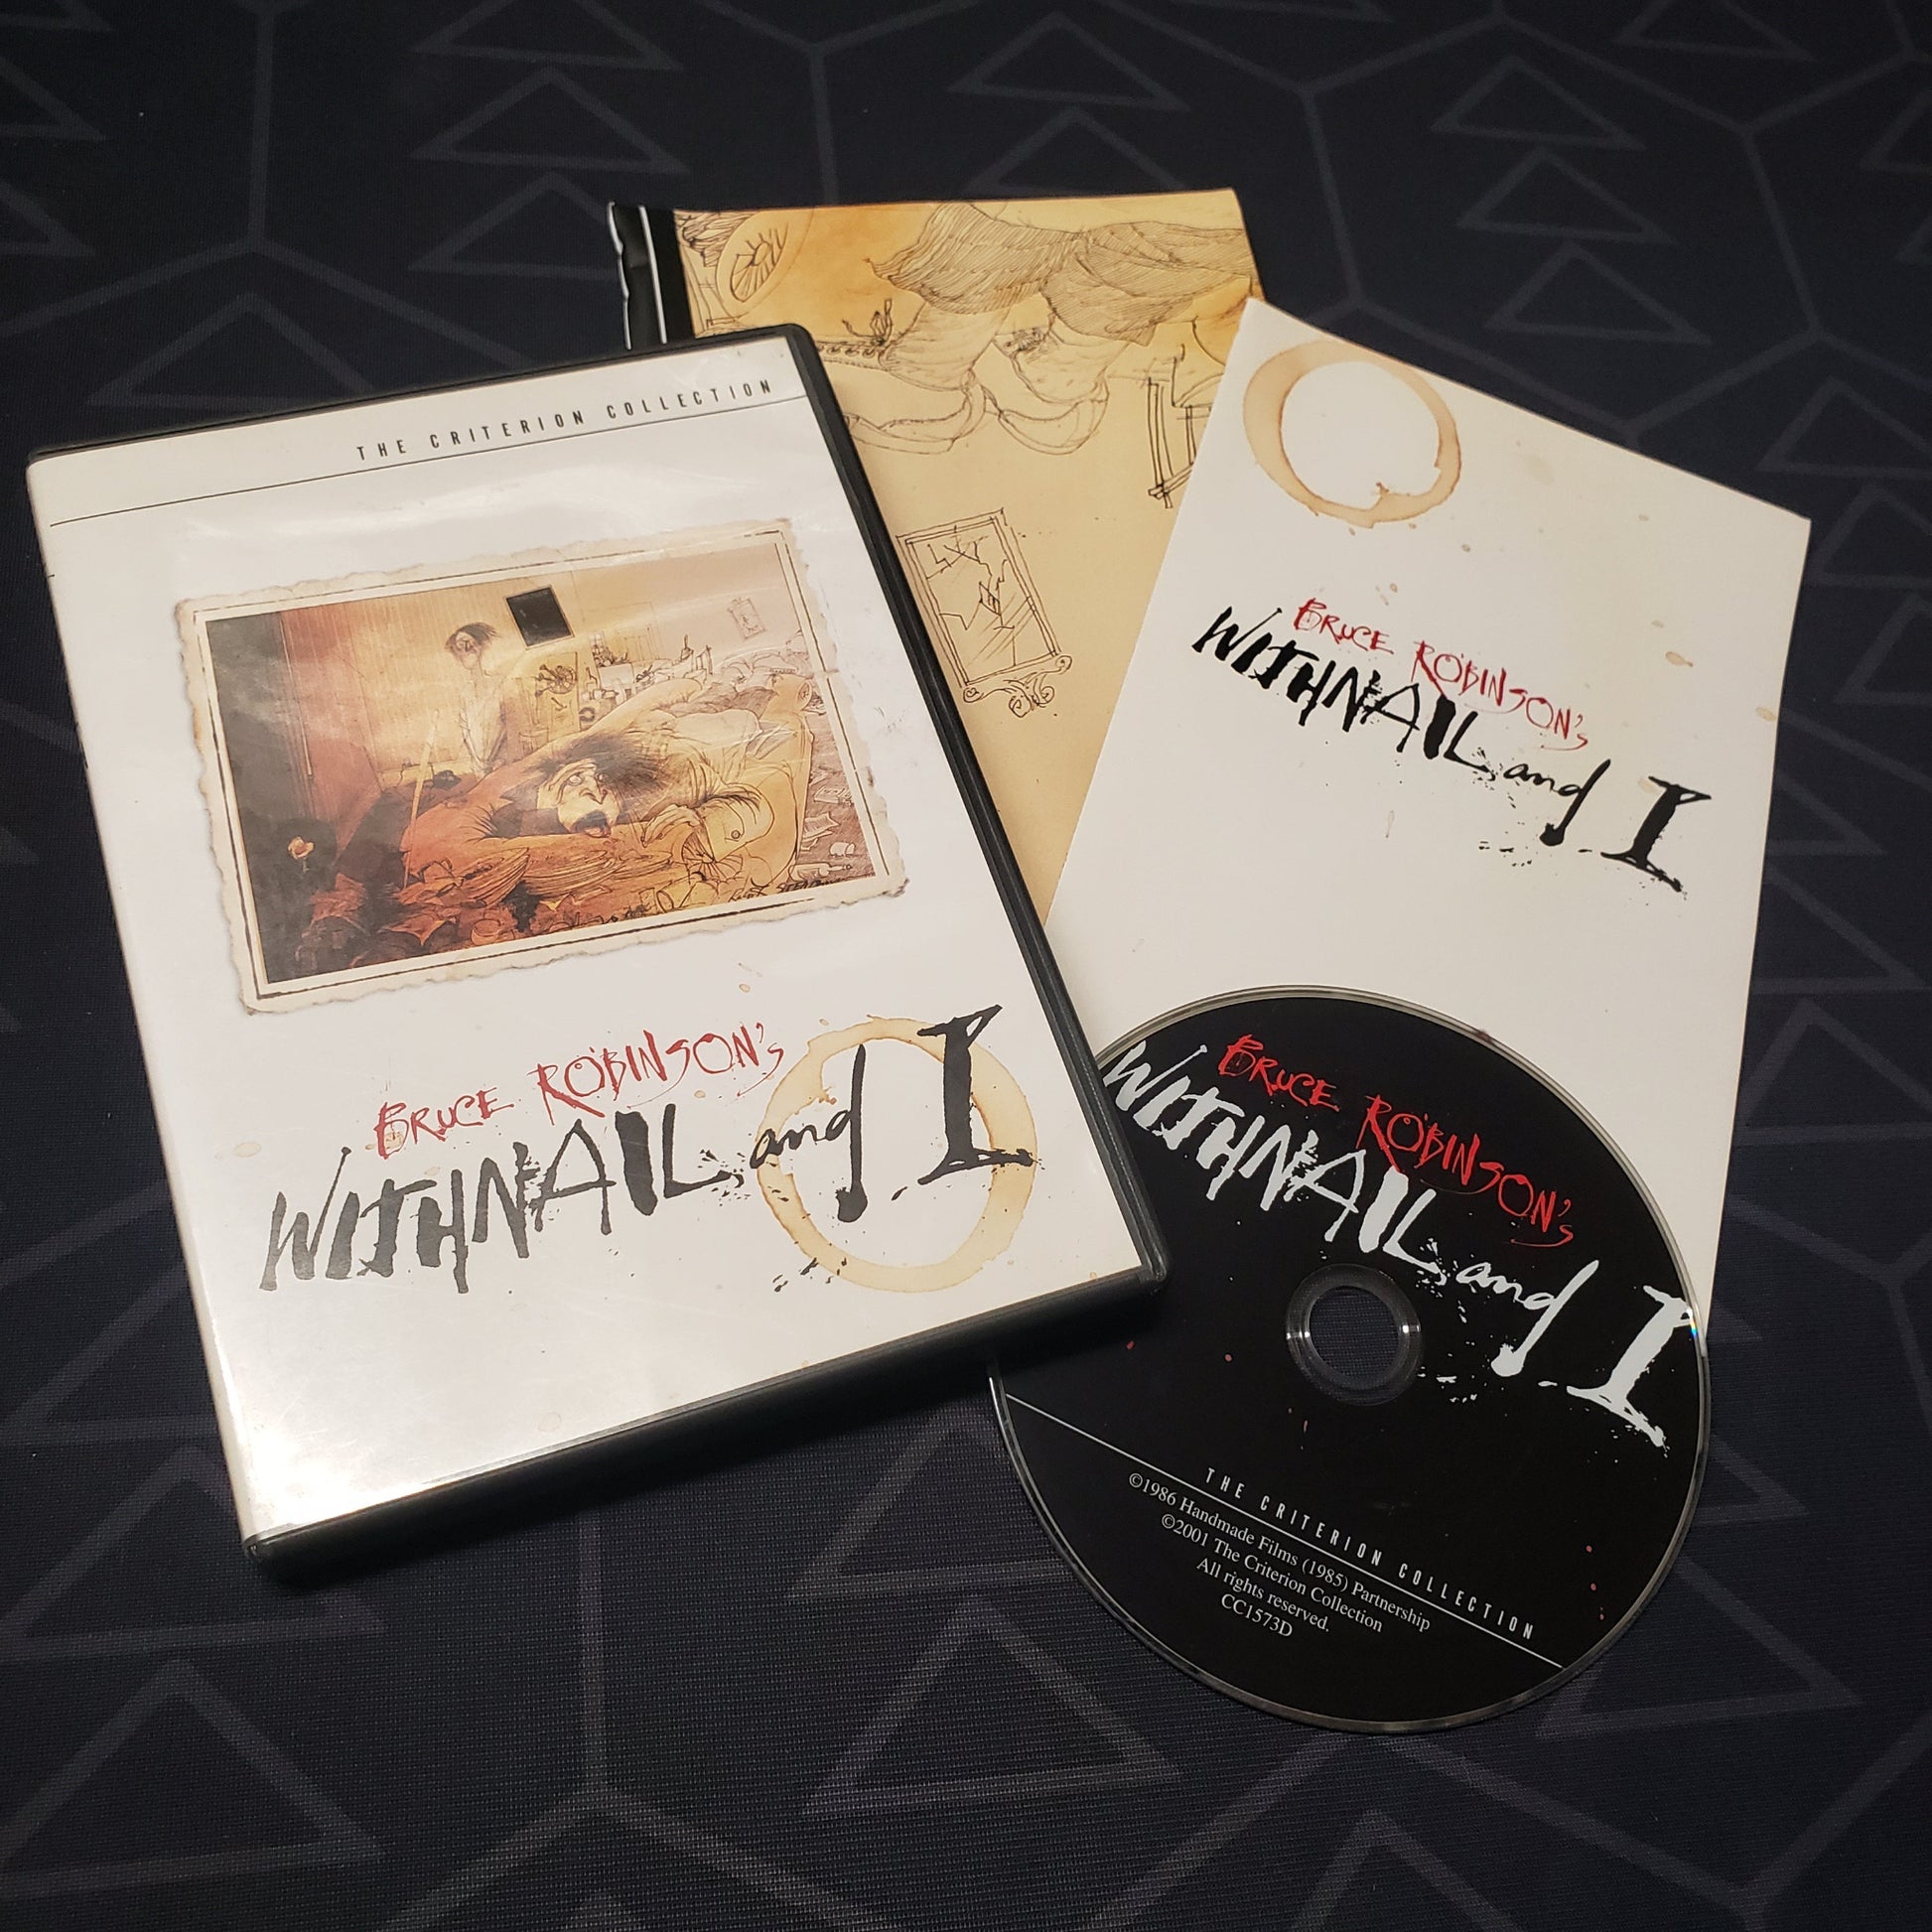 THE CRITERION COLLECTION
BRUCE ROBINSON'S
WITHNAIL and I
BRUCE ROBINSON'S
WITHNAIL and I
BRUCE ROBINSON'S
WITHNAIL and I
THE CRITERION COLLECTION
©1986 Handmade Films (1985) Partnership
©2001 The Criterion Collection
All rights reserved.
CC1573D